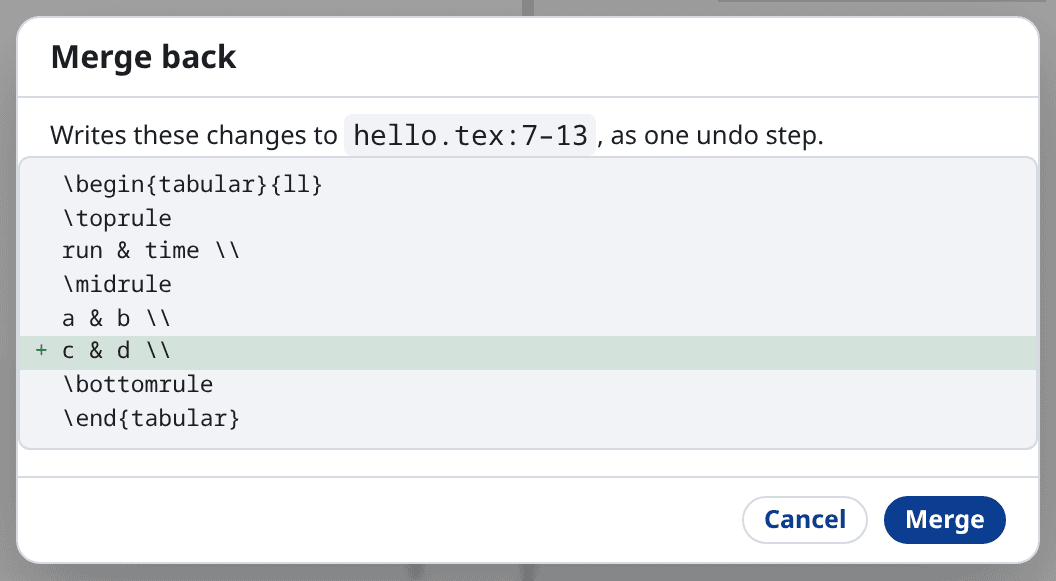 Merge back
Writes these changes to hello.tex:7–13, as one undo step.
\begin{tabular}{ll}
\toprule
run & time \\
\midrule
a & b \\
+ c & d \\
\bottomrule
\end{tabular}
Cancel Merge